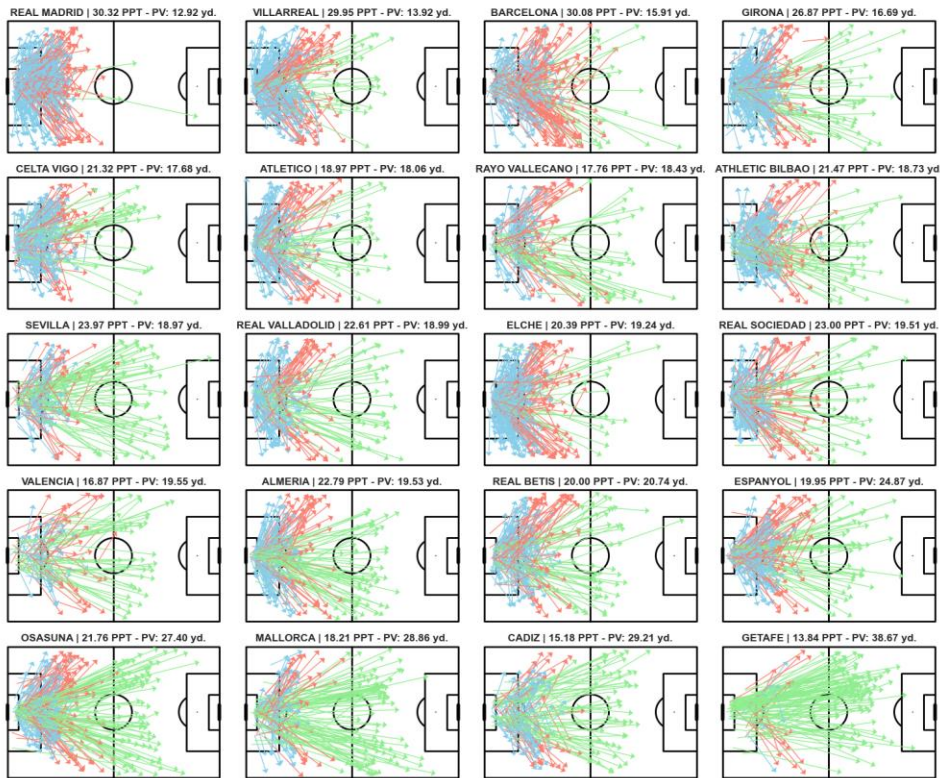 REAL MADRID | 30.32 PPT - PV: 12.92 yd.
VILLARREAL | 29.95 PPT - PV: 13.92 yd.
BARCELONA | 30.08 PPT - PV: 15.91 yd.
GIRONA | 26.87 PPT - PV: 16.69 yd.
CELTA VIGO | 21.32 PPT - PV: 17.68 yd.
ATLETICO | 18.97 PPT - PV: 18.06 yd.
RAYO VALLECANO | 17.76 PPT - PV: 18.43 yd.
ATHLETIC BILBAO | 21.47 PPT - PV: 18.73 yd.
SEVILLA | 23.97 PPT - PV: 18.97 yd.
REAL VALLADOLID | 22.61 PPT - PV: 18.99 yd.
ELCHE | 20.39 PPT - PV: 19.24 yd.
REAL SOCIEDAD | 23.00 PPT - PV: 19.51 yd.
VALENCIA | 16.87 PPT - PV: 19.55 yd.
ALMERIA | 22.79 PPT - PV: 19.53 yd.
REAL BETIS | 20.00 PPT - PV: 20.74 yd.
ESPANYOL | 19.95 PPT - PV: 24.87 yd.
OSASUNA | 21.76 PPT - PV: 27.40 yd.
MALLORCA | 18.21 PPT - PV: 28.86 yd.
CADIZ | 15.18 PPT - PV: 29.21 yd.
GETAFE | 13.84 PPT - PV: 38.67 yd.